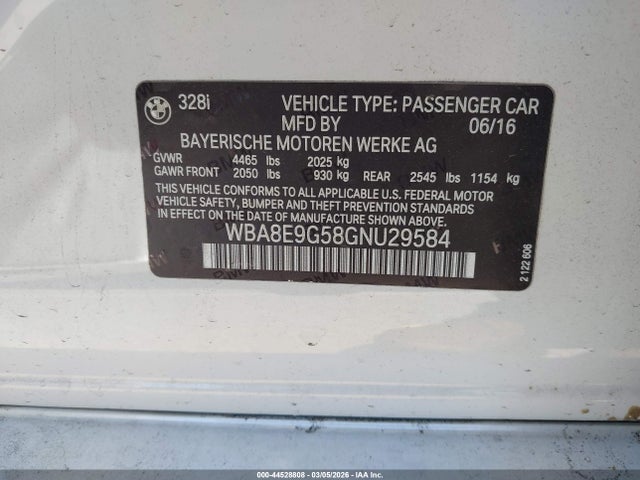 328i VEHICLE TYPE: PASSENGER CAR
MFD BY 06/16
BAYERISCHE MOTOREN WERKE AG
GVWR 4465 lbs 2025 kg
GAWR FRONT 2050 lbs 930 kg REAR 2545 lbs 1154 kg
THIS VEHICLE CONFORMS TO ALL APPLICABLE U.S. FEDERAL MOTOR
VEHICLE SAFETY, BUMPER AND THEFT PREVENTION STANDARDS
IN EFFECT ON THE DATE OF MANUFACTURE SHOWN ABOVE.
WBA8E9G58GNU29584
2 122 606
000-44528808 | 03/05/2026 | IAA Inc.